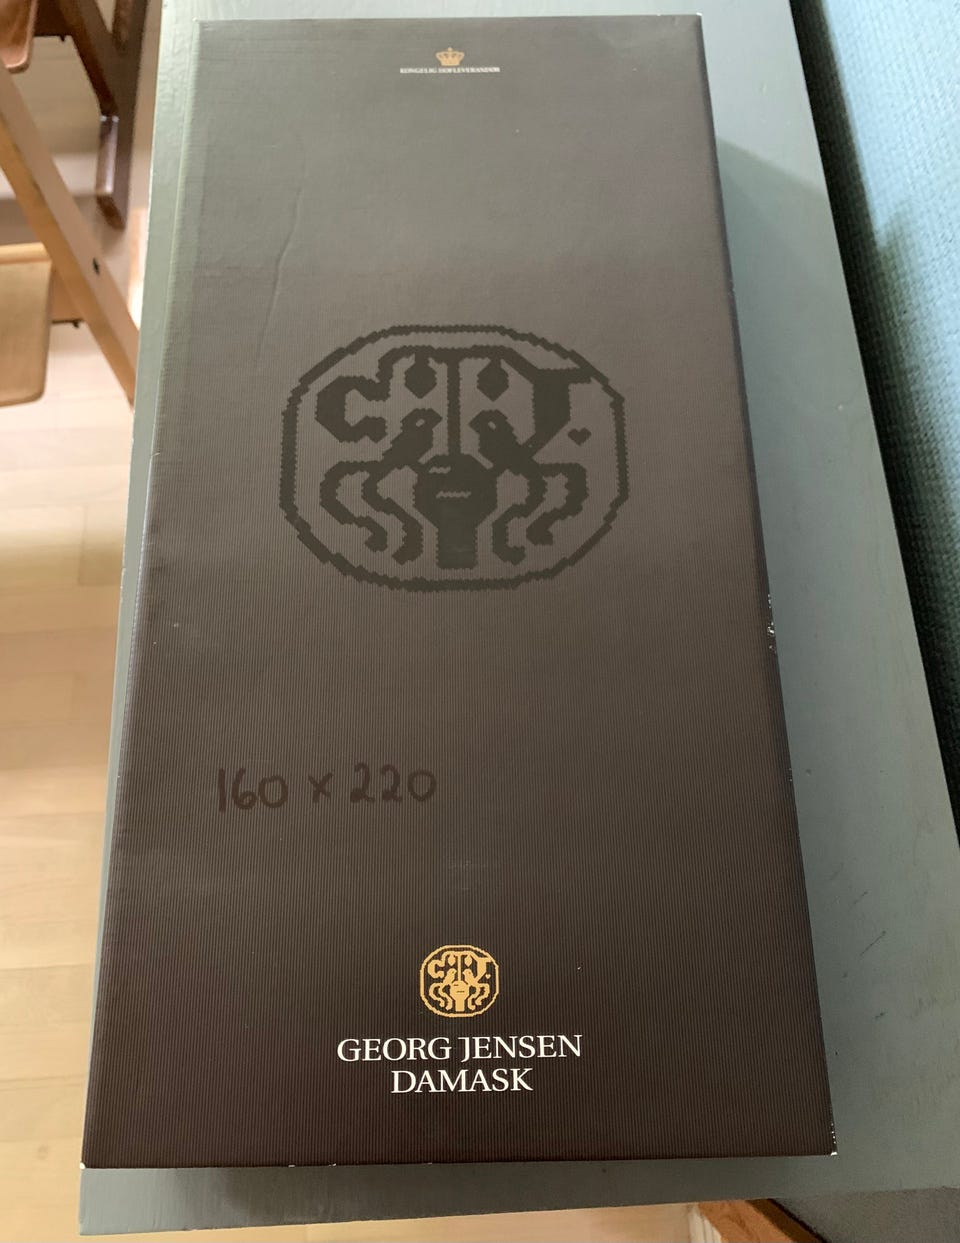 KONGELIG HOFLEVERANDØR
160 x 220
GEORG JENSEN
DAMASK